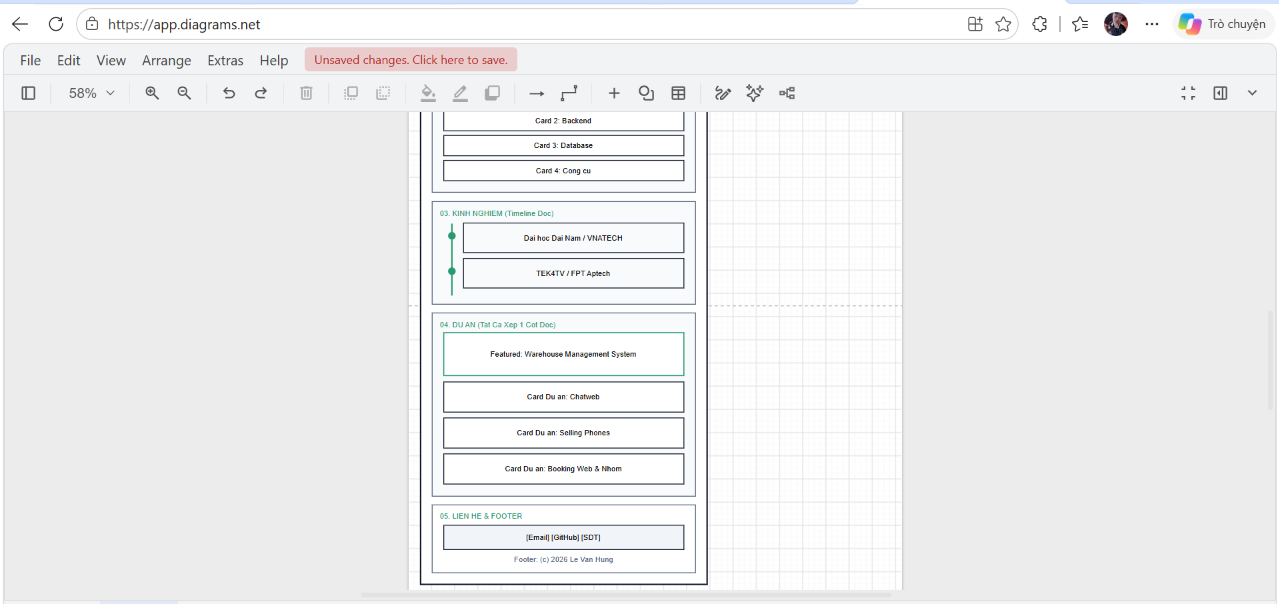 https://app.diagrams.net
Trò chuyện
File Edit View Arrange Extras Help Unsaved changes. Click here to save.
58%
Card 2: Backend
Card 3: Database
Card 4: Cong cu
03. KINH NGHIEM (Timeline Doc)
Dai hoc Dai Nam / VNATECH
TEK4TV / FPT Aptech
04. DU AN (Tat Ca Xep 1 Cot Doc)
Featured: Warehouse Management System
Card Du an: Chatweb
Card Du an: Selling Phones
Card Du an: Booking Web & Nhom
05. LIEN HE & FOOTER
[Email] [GitHub] [SDT]
Footer: (c) 2026 Le Van Hung